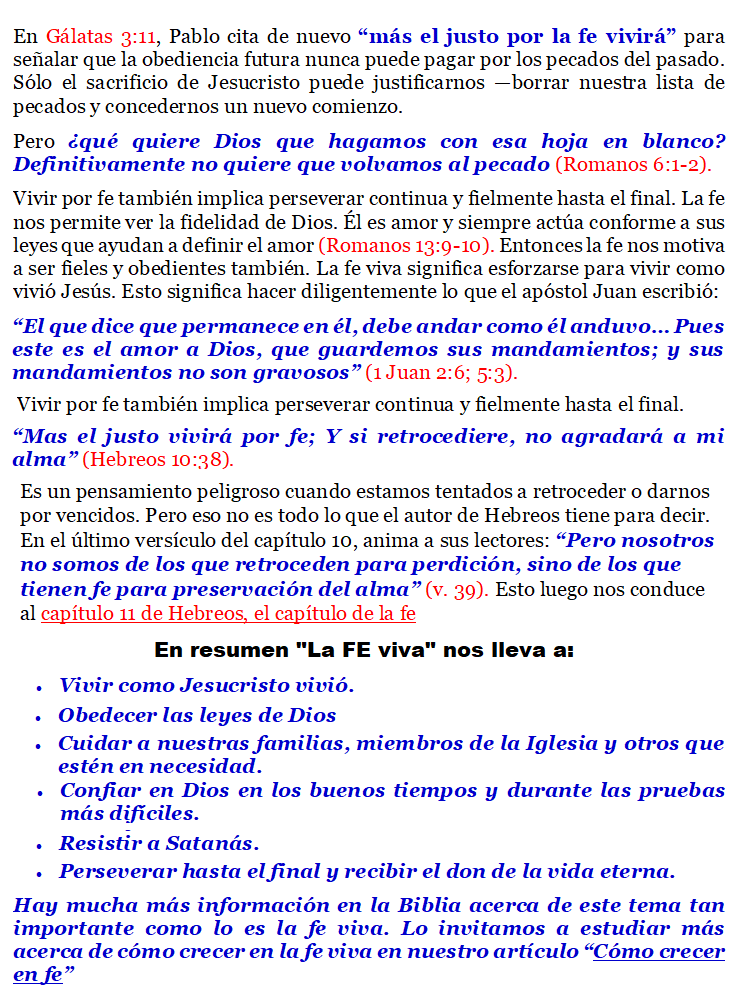 En Gálatas 3:11, Pablo cita de nuevo “más el justo por la fe vivirá” para
señalar que la obediencia futura nunca puede pagar por los pecados del pasado.
Sólo el sacrificio de Jesucristo puede justificarnos —borrar nuestra lista de
pecados y concedernos un nuevo comienzo.
Pero ¿qué quiere Dios que hagamos con esa hoja en blanco?
Definitivamente no quiere que volvamos al pecado (Romanos 6:1-2).
Vivir por fe también implica perseverar continua y fielmente hasta el final. La fe
nos permite ver la fidelidad de Dios. Él es amor y siempre actúa conforme a sus
leyes que ayudan a definir el amor (Romanos 13:9-10). Entonces la fe nos motiva
a ser fieles y obedientes también. La fe viva significa esforzarse para vivir como
vivió Jesús. Esto significa hacer diligentemente lo que el apóstol Juan escribió:
“El que dice que permanece en él, debe andar como él anduvo... Pues
este es el amor a Dios, que guardemos sus mandamientos; y sus
mandamientos no son gravosos” (1 Juan 2:6; 5:3).
Vivir por fe también implica perseverar continua y fielmente hasta el final.
“Mas el justo vivirá por fe; Y si retrocediere, no agradará a mi
alma” (Hebreos 10:38).
Es un pensamiento peligroso cuando estamos tentados a retroceder o darnos
por vencidos. Pero eso no es todo lo que el autor de Hebreos tiene para decir.
En el último versículo del capítulo 10, anima a sus lectores: “Pero nosotros
no somos de los que retroceden para perdición, sino de los que
tienen fe para preservación del alma” (v. 39). Esto luego nos conduce
al capítulo 11 de Hebreos, el capítulo de la fe
En resumen "La FE viva" nos lleva a:
• Vivir como Jesucristo vivió.
• Obedecer las leyes de Dios
• Cuidar a nuestras familias, miembros de la Iglesia y otros que
estén en necesidad.
• Confiar en Dios en los buenos tiempos y durante las pruebas
más difíciles.
• Resistir a Satanás.
• Perseverar hasta el final y recibir el don de la vida eterna.
Hay mucha más información en la Biblia acerca de este tema tan
importante como lo es la fe viva. Lo invitamos a estudiar más
acerca de cómo crecer en la fe viva en nuestro artículo “Cómo crecer
en fe”